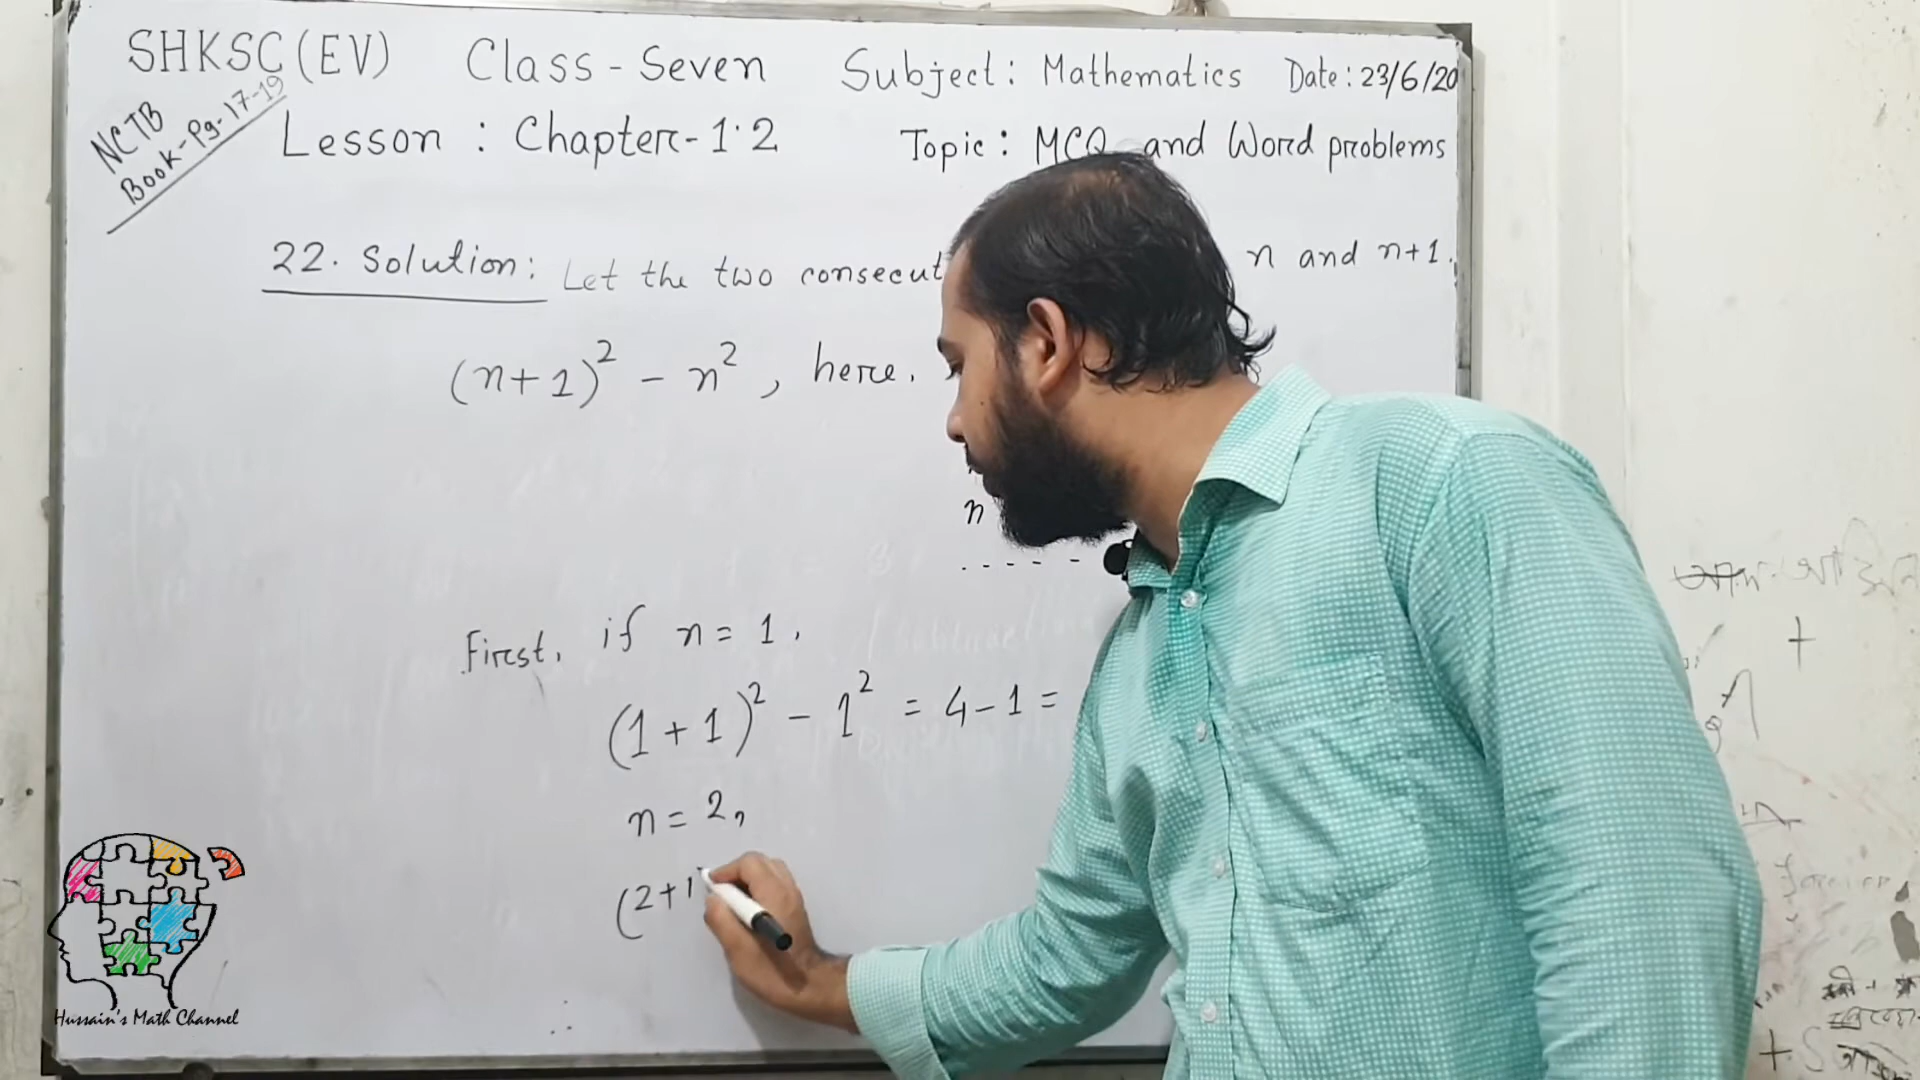 SHKSC(EV) Class-Seven Subject: Mathematics Date: 23/6/20
NCTB
Book-Pg-17-19
Lesson : Chapter-1.2 Topic: MCQ and Word problems
22. Solution: Let the two consecut n and n+1.
(n+1)² - n², here.
n
.....
First, if n = 1,
(1+1)² - 1² = 4-1 =
n = 2,
(2+1
Hussain's Math Channel